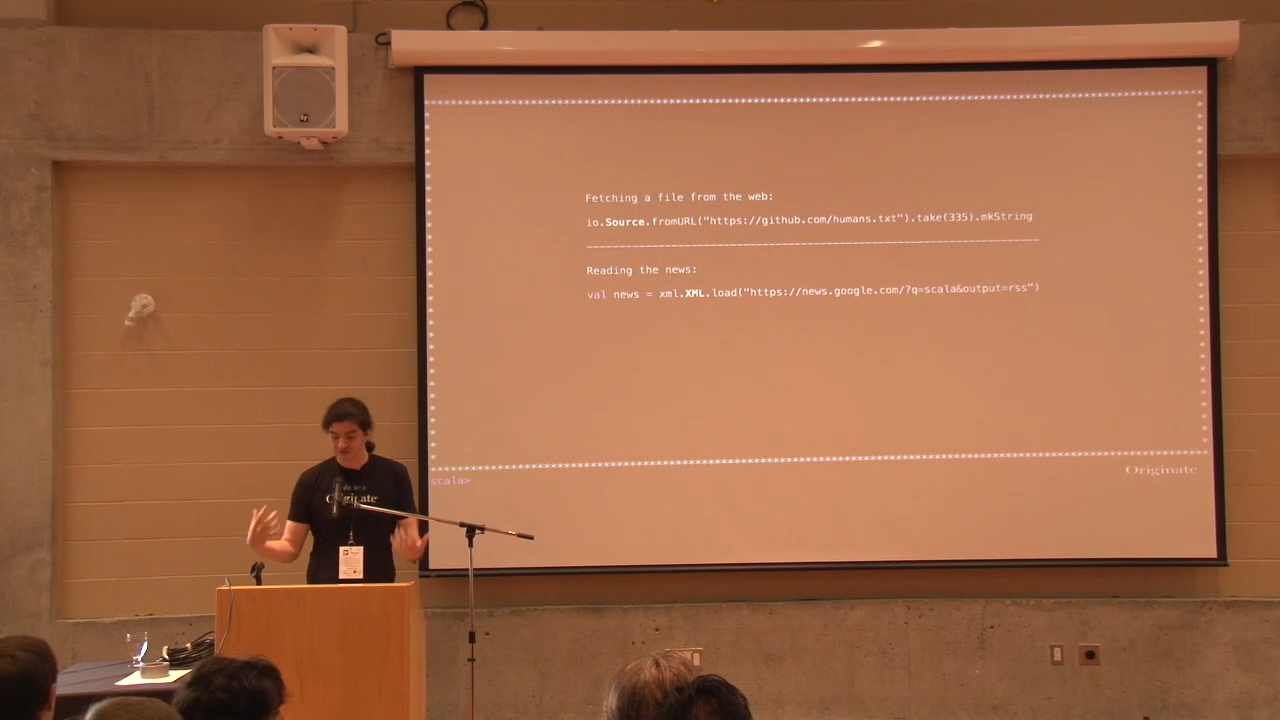 Fetching a file from the web:
io.Source.fromURL("https://github.com/humans.txt").take(335).mkString
Reading the news:
val news = xml.XML.load("https://news.google.com/?q=scala&output=rss")
Originate
scala>
Originate